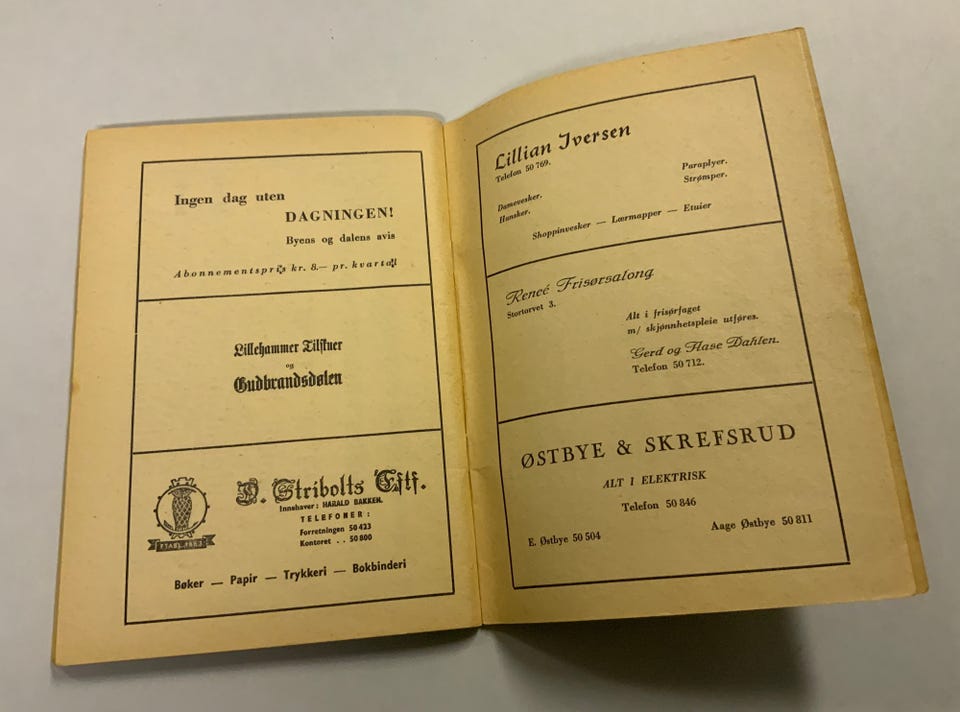 Ingen dag uten
DAGNINGEN!
Byens og dalens avis
Abonnementspris kr. 8.— pr. kvartal
Lillehammer Tilskuer
og
Gudbrandsdølen
Stribolts Eftf.
Innehaver: HARALD BAKKEN.
TELEFONER:
Forretningen 50 423
Kontoret . . 50 800
ETABL.
Bøker — Papir — Trykkeri — Bokbinderi
Lillian Iversen
Telefon 50 769.
Paraplyer.
Strømper.
Damevesker.
Hansker.
Shoppinvesker — Lærmapper — Etuier
Reneé Frisørsalong
Stortorvet 3.
Alt i frisørfaget
m/ skjønnhetspleie utføres.
Gerd og Hase Dahlen.
Telefon 50 712.
ØSTBYE & SKREFSRUD
ALT I ELEKTRISK
Telefon 50 846
E. Østbye 50 504
Aage Østbye 50 811